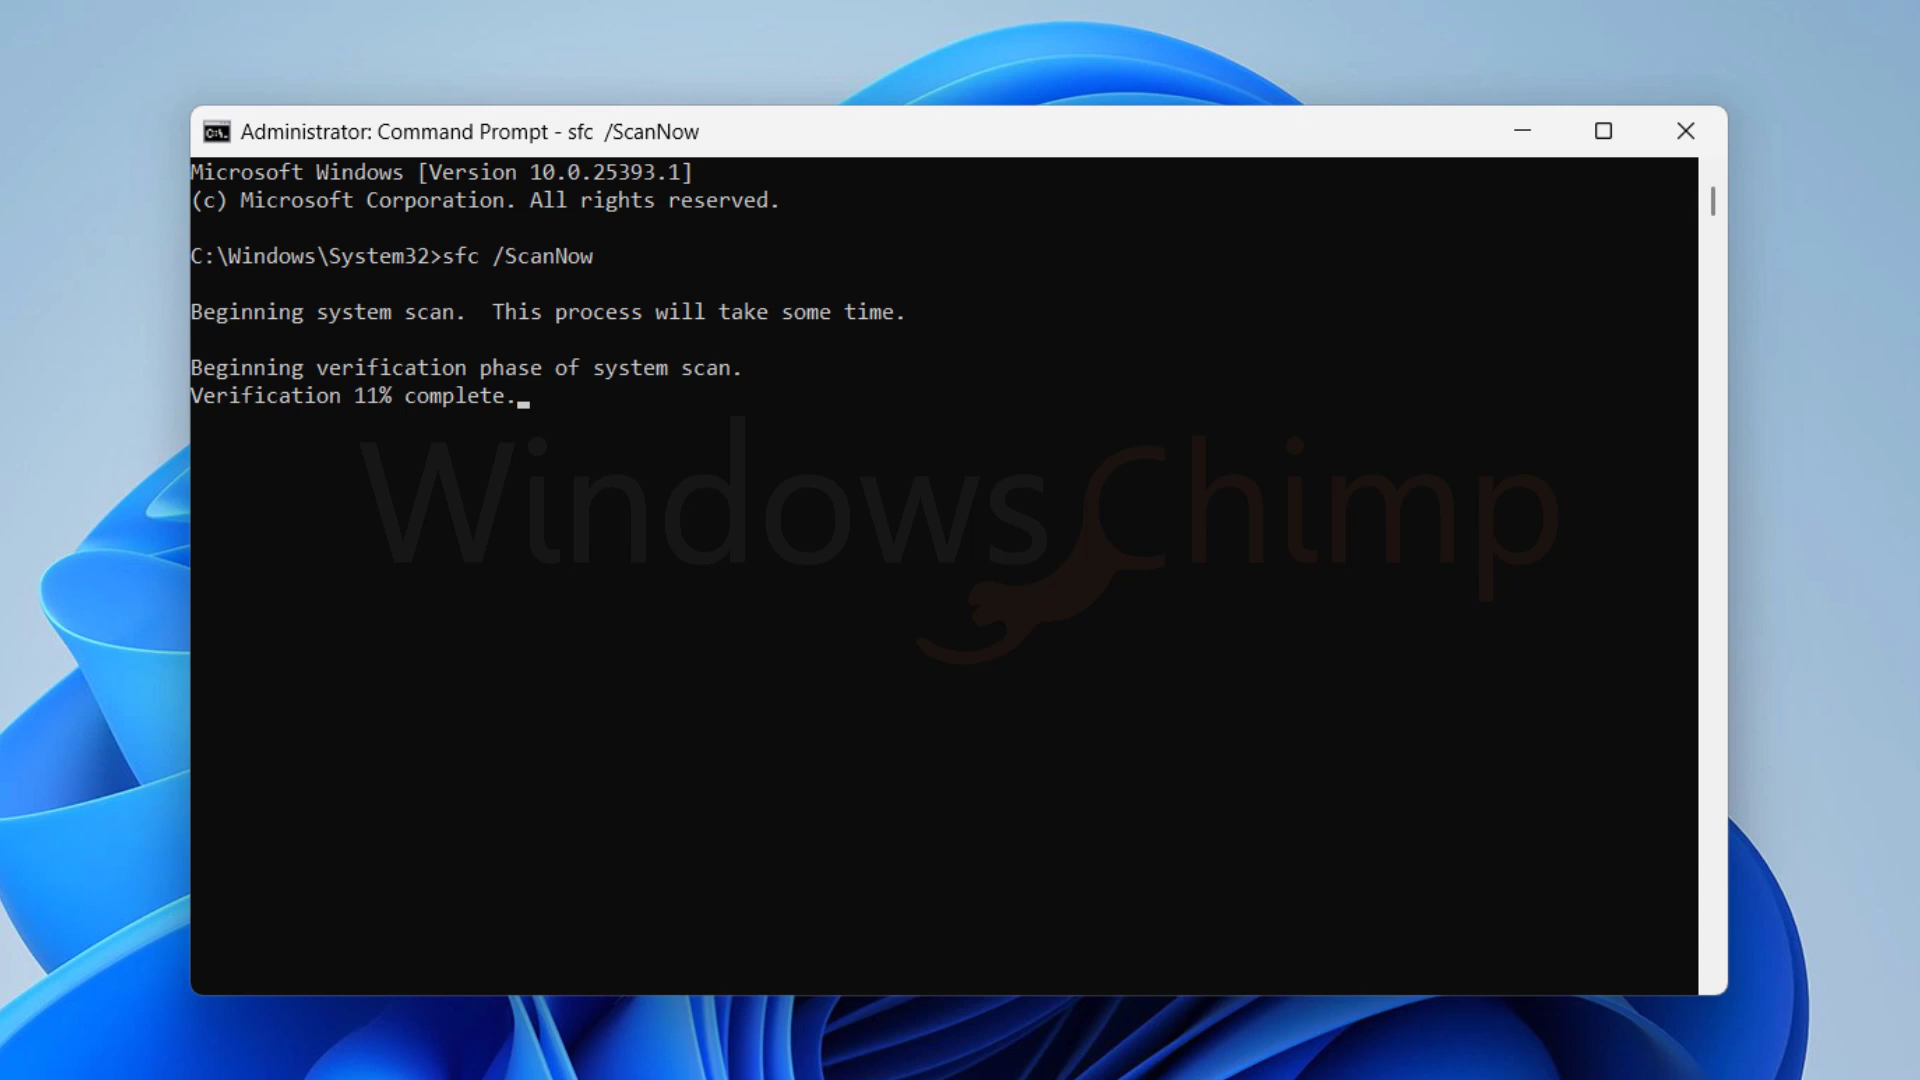 Administrator: Command Prompt - sfc  /ScanNow
Microsoft Windows [Version 10.0.25393.1]
(c) Microsoft Corporation. All rights reserved.
C:\Windows\System32>sfc /ScanNow
Beginning system scan.  This process will take some time.
Beginning verification phase of system scan.
Verification 11% complete.
WindowsChimp